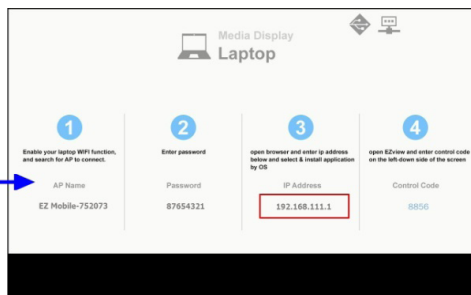 Media Display
Laptop
1
Enable your laptop WIFI function,
and search for AP to connect.
AP Name
EZ Mobile-752073
2
Enter password
Password
87654321
3
open browser and enter ip address
below and select & install application
by OS
IP Address
192.168.111.1
4
open EZview and enter control code
on the left-down side of the screen
Control Code
8856